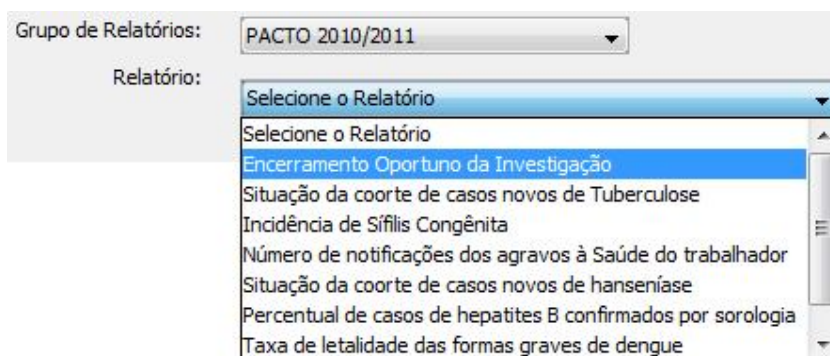 Grupo de Relatórios: PACTO 2010/2011
Relatório:
Selecione o Relatório
Selecione o Relatório
Encerramento Oportuno da Investigação
Situação da coorte de casos novos de Tuberculose
Incidência de Sífilis Congênita
Número de notificações dos agravos à Saúde do trabalhador
Situação da coorte de casos novos de hanseníase
Percentual de casos de hepatites B confirmados por sorologia
Taxa de letalidade das formas graves de dengue